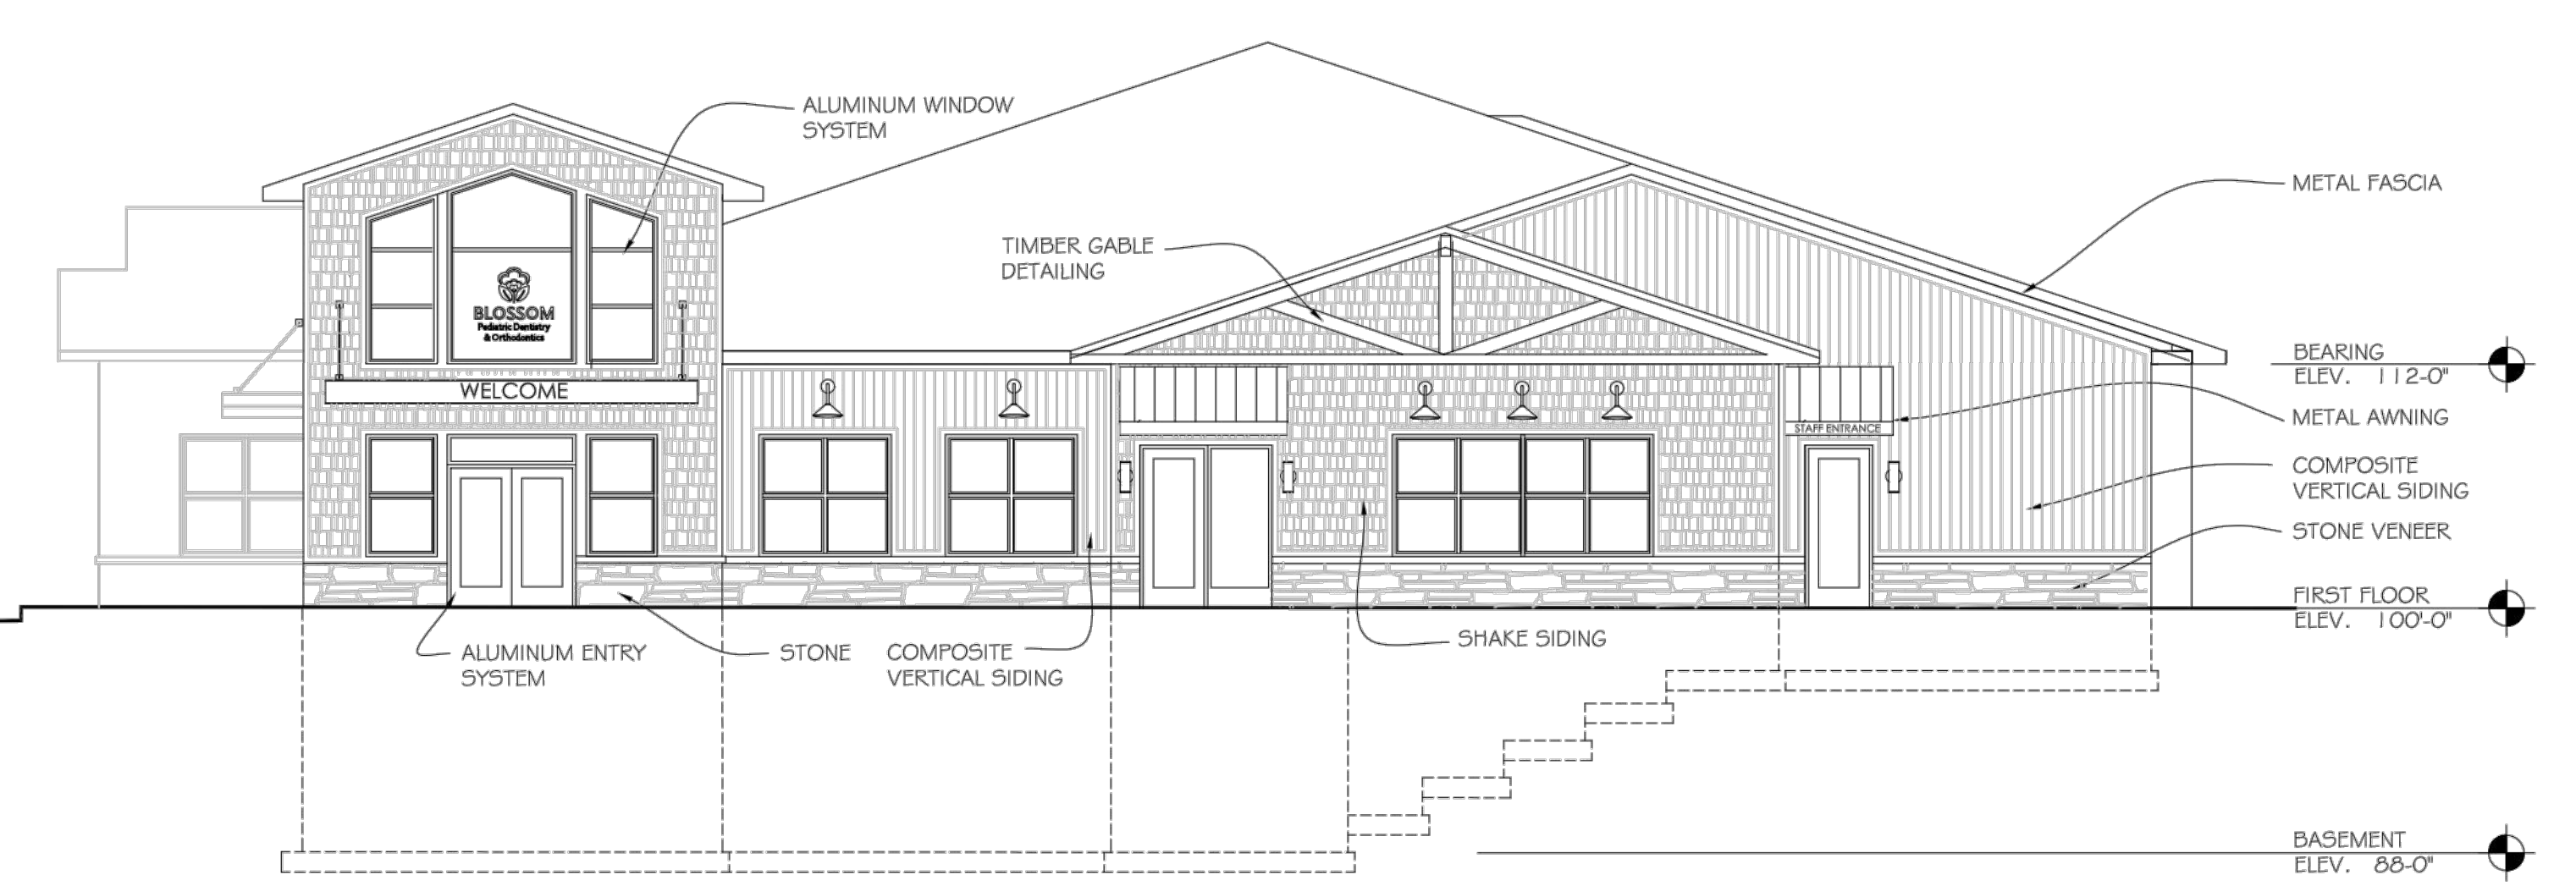 ALUMINUM WINDOW
SYSTEM
METAL FASCIA
TIMBER GABLE
DETAILING
BLOSSOM
Pediatric Dentistry
& Orthodontics
BEARING
ELEV. 112-0"
WELCOME
METAL AWNING
STAFF ENTRANCE
COMPOSITE
VERTICAL SIDING
STONE VENEER
FIRST FLOOR
ELEV. 100'-0"
ALUMINUM ENTRY
SYSTEM
STONE
COMPOSITE
VERTICAL SIDING
SHAKE SIDING
BASEMENT
ELEV. 88-0"